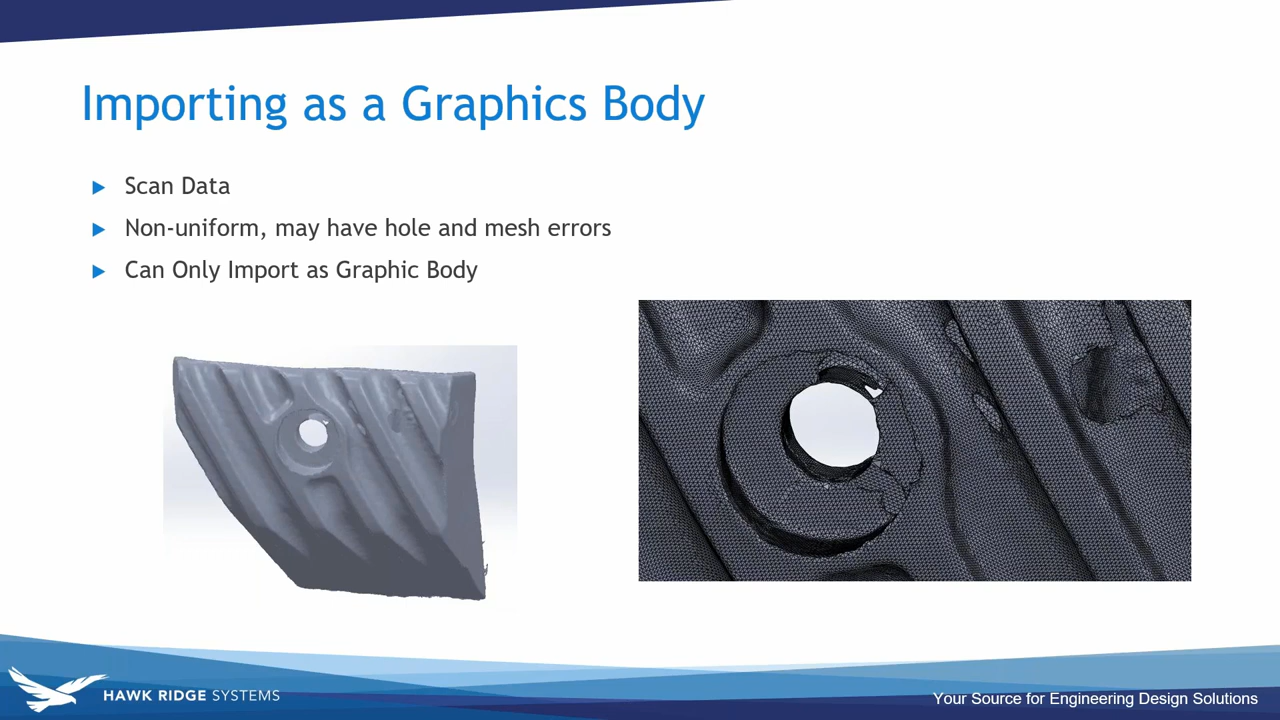 Importing as a Graphics Body
Scan Data
Non-uniform, may have hole and mesh errors
Can Only Import as Graphic Body
HAWK RIDGE SYSTEMS
Your Source for Engineering Design Solutions